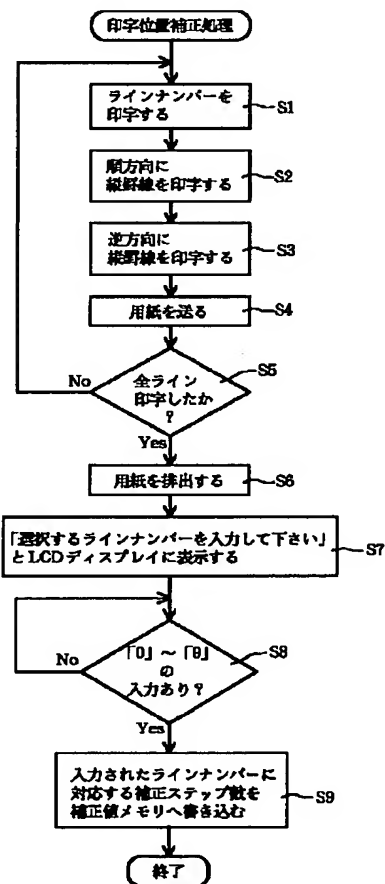 印字位置補正処理
ラインナンバーを
印字する
S1
順方向に
縦罫線を印字する
S2
逆方向に
縦罫線を印字する
S3
用紙を送る
S4
全ライン
印字したか
?
S5
No
Yes
用紙を排出する
S6
「選択するラインナンバーを入力して下さい」
とLCDディスプレイに表示する
S7
「0」~「8」
の
入力あり?
S8
No
Yes
入力されたラインナンバーに
対応する補正ステップ数を
補正値メモリへ書き込む
S9
終了